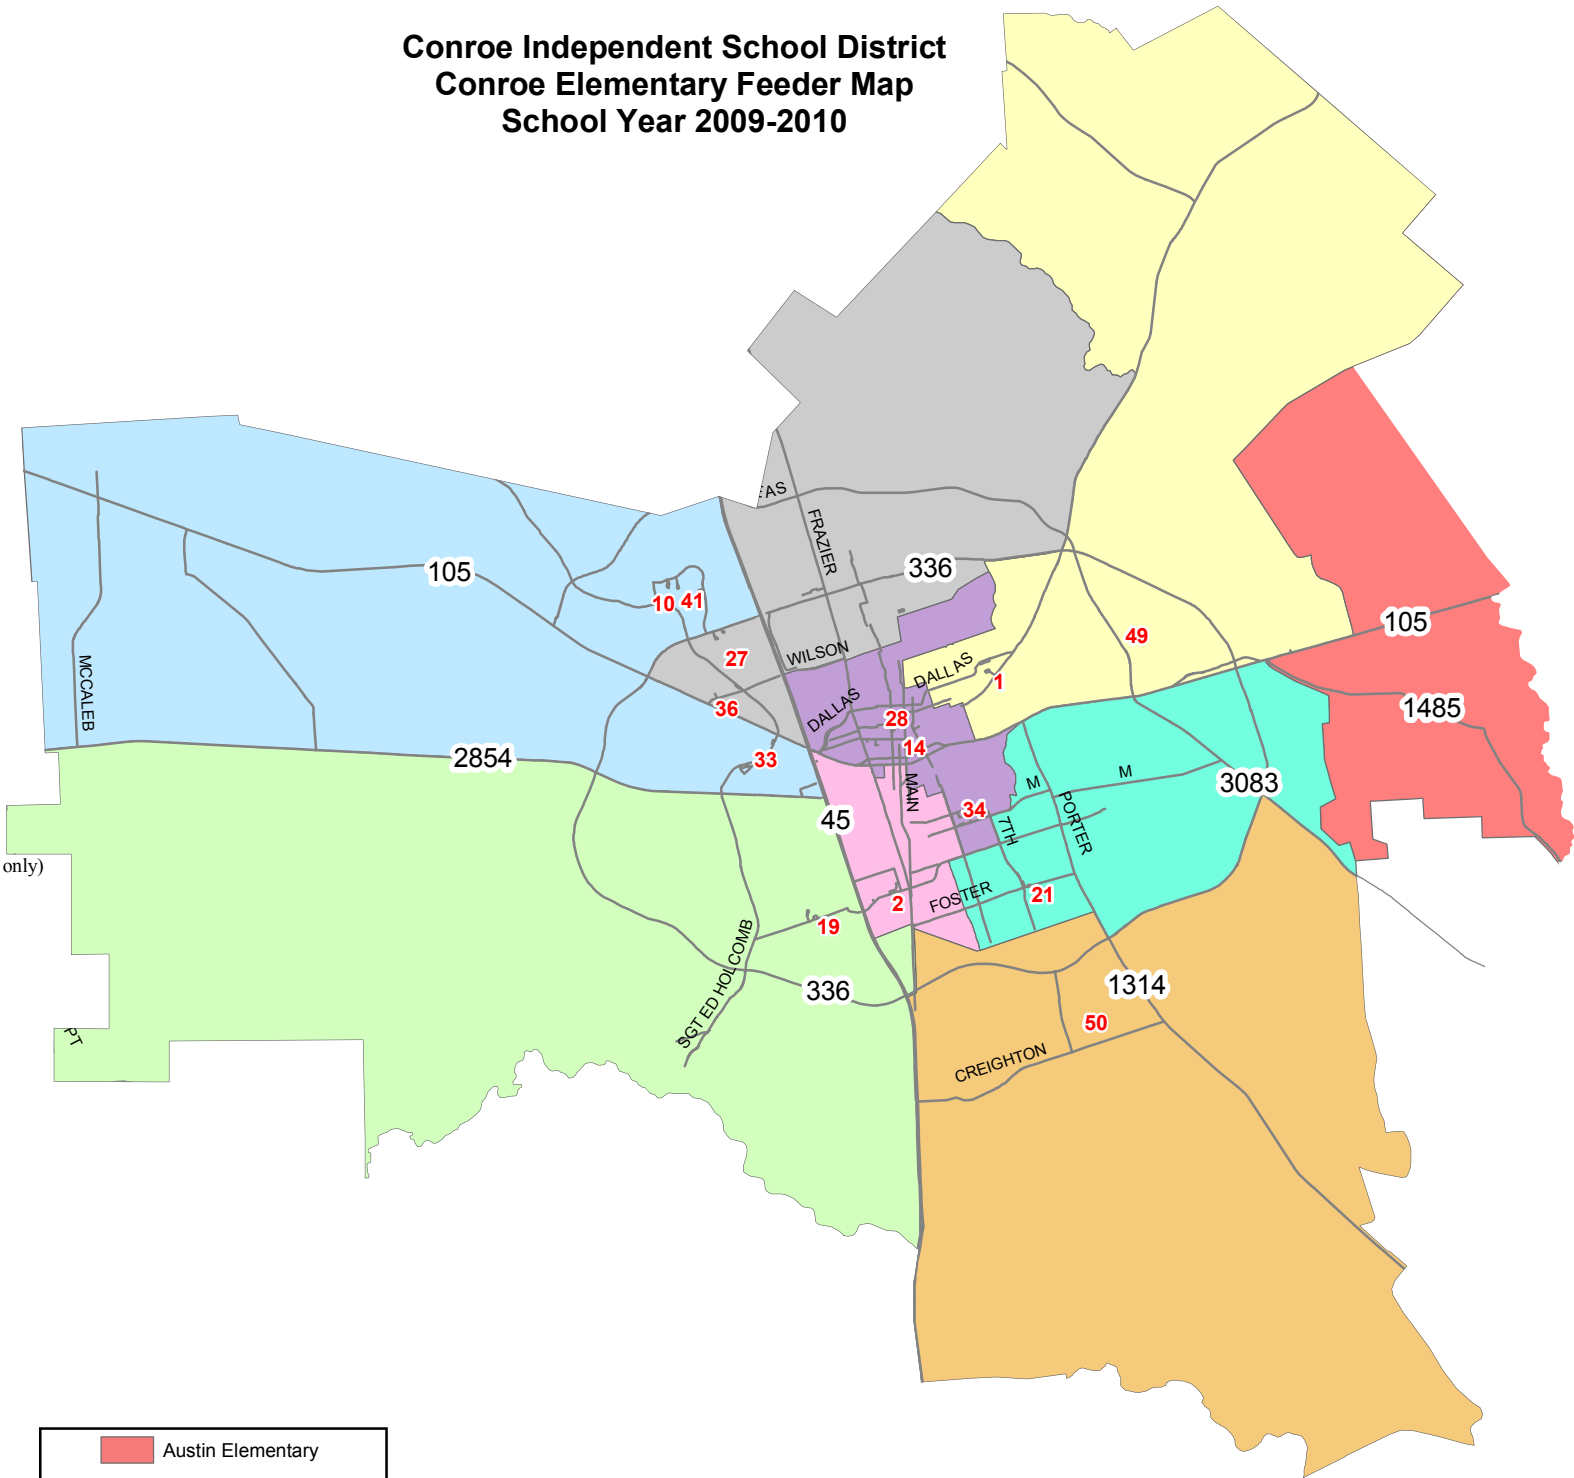 Conroe Independent School District
Conroe Elementary Feeder Map
School Year 2009-2010
FRAZIER
336
105
10
41
105
49
WILSON
27
DALLAS
1
MCCALEB
36
DALLAS
28
1485
14
2854
33
M
M
3083
MAIN
45
34
7TH
PORTER
only)
21
FOSTER
2
19
SGT ED HOLCOMB
336
1314
50
PT
CREIGHTON
Austin Elementary